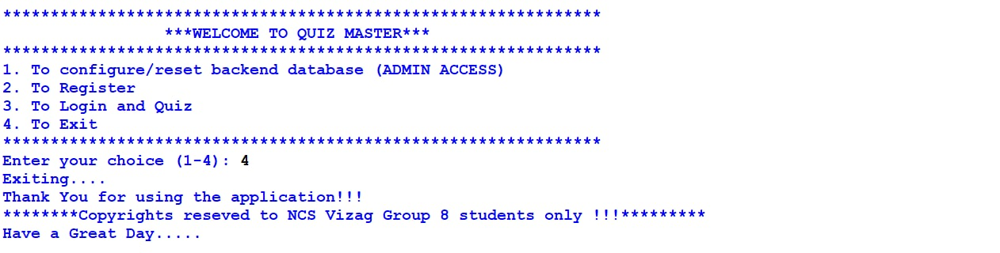 ***************************************************************
***WELCOME TO QUIZ MASTER***
***************************************************************
1. To configure/reset backend database (ADMIN ACCESS)
2. To Register
3. To Login and Quiz
4. To Exit
***************************************************************
Enter your choice (1-4): 4
Exiting....
Thank You for using the application!!!
********Copyrights reseved to NCS Vizag Group 8 students only !!!*********
Have a Great Day.....